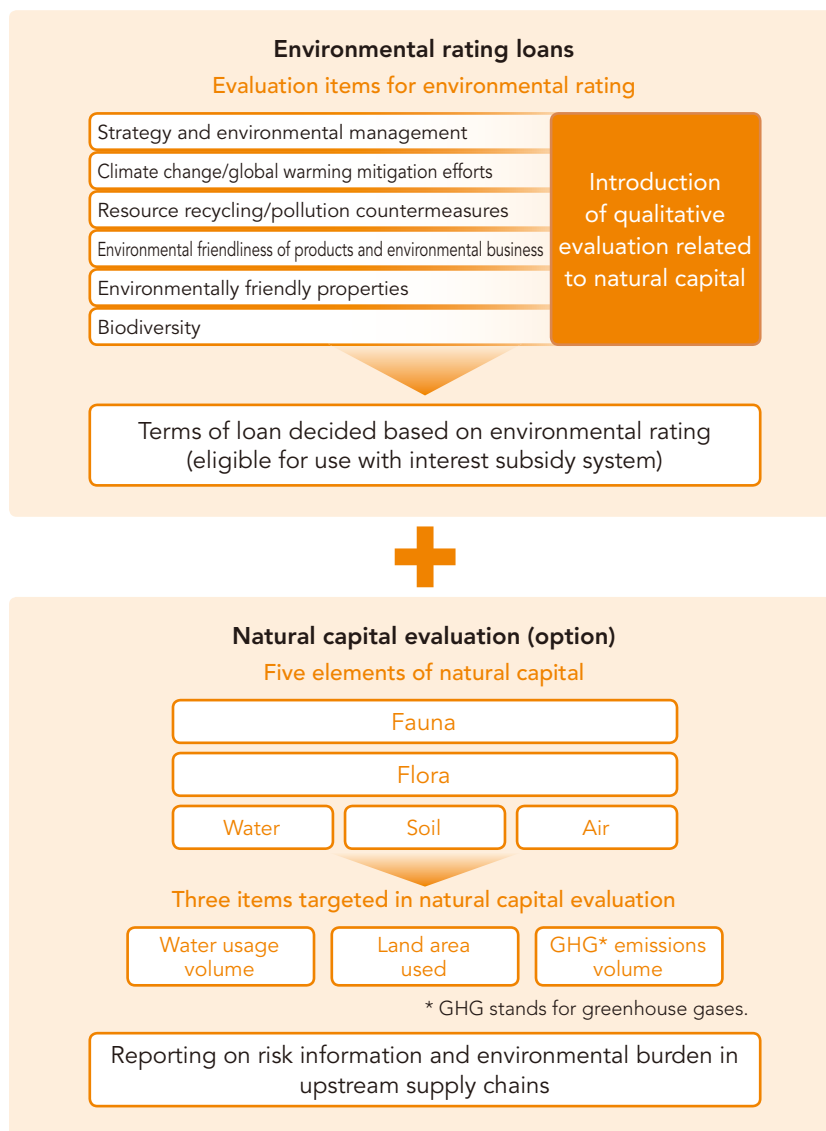 Environmental rating loans
Evaluation items for environmental rating
Strategy and environmental management
Climate change/global warming mitigation efforts
Resource recycling/pollution countermeasures
Environmental friendliness of products and environmental business
Environmentally friendly properties
Biodiversity
Introduction
of qualitative
evaluation related
to natural capital
Terms of loan decided based on environmental rating
(eligible for use with interest subsidy system)
Natural capital evaluation (option)
Five elements of natural capital
Fauna
Flora
Water
Soil
Air
Three items targeted in natural capital evaluation
Water usage
volume
Land area
used
GHG* emissions
volume
* GHG stands for greenhouse gases.
Reporting on risk information and environmental burden in
upstream supply chains